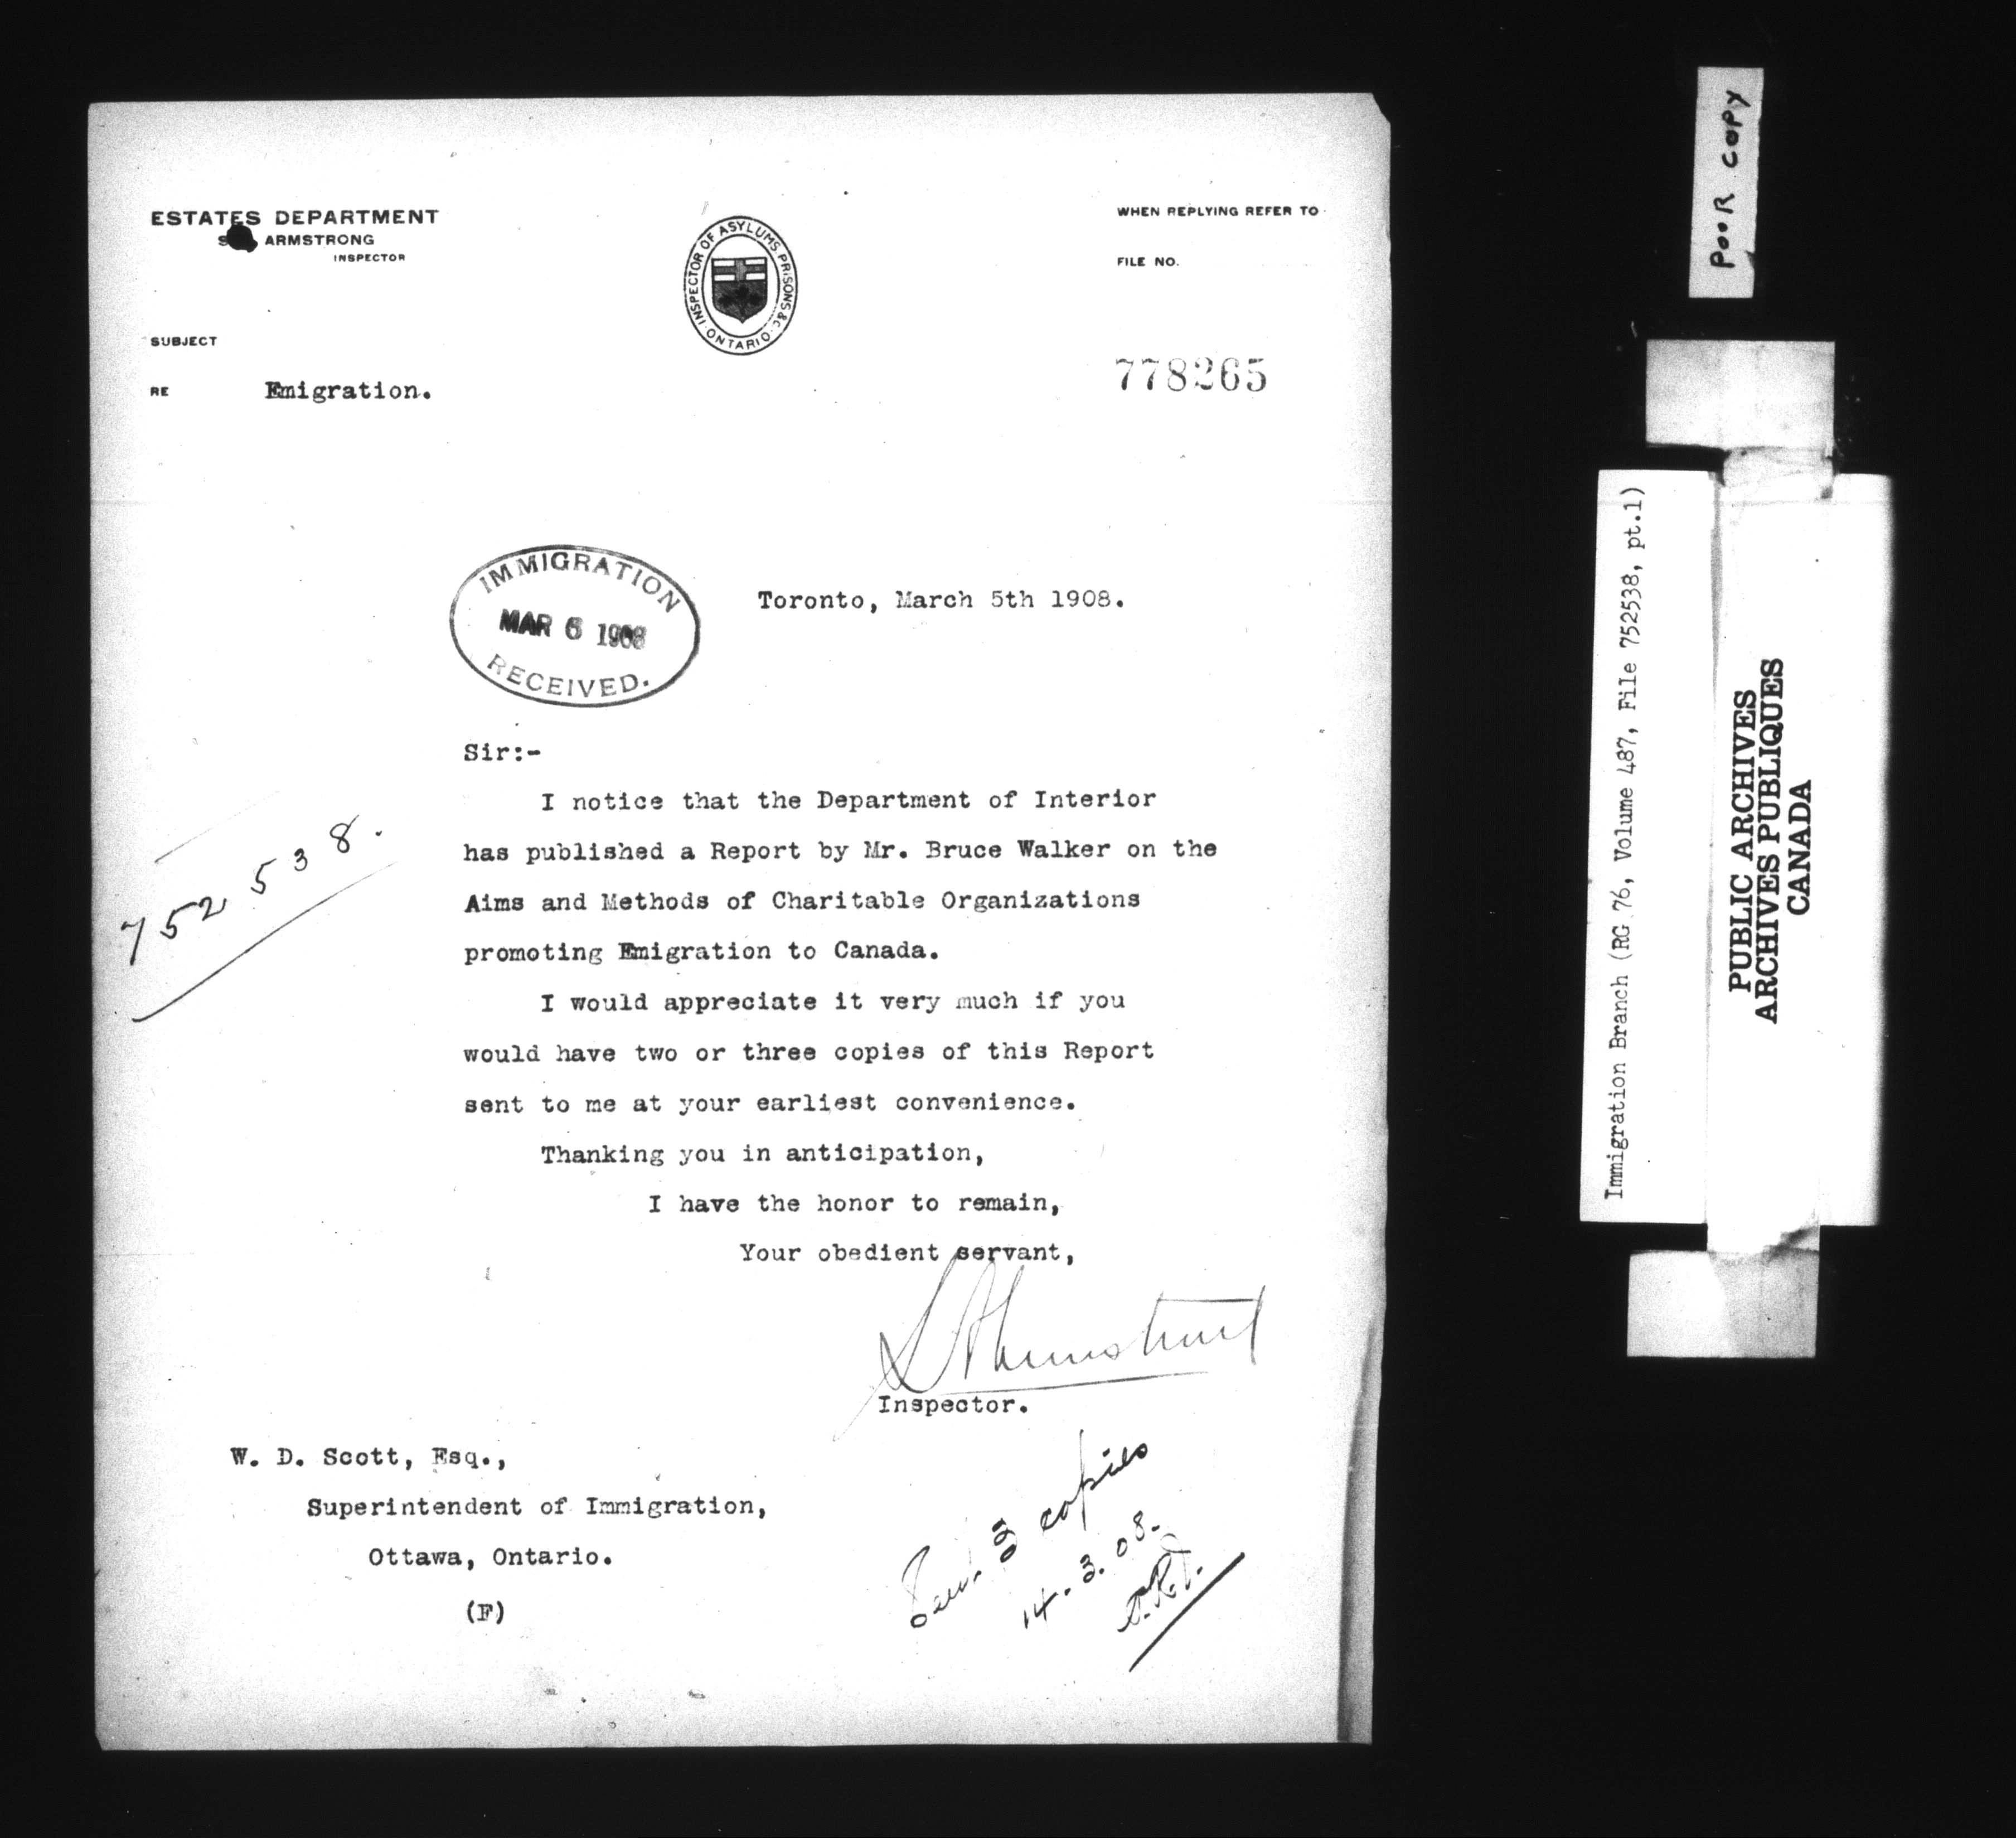 ESTATES DEPARTMENT
ARMSTRONG
INSPECTOR
INSPECTOR OF ASYLUMS PRISONS &C. ONTARIO
WHEN REPLYING REFER TO
FILE NO.
SUBJECT
RE Emigration.
778265
IMMIGRATION
MAR 6 1908
RECEIVED.
Toronto, March 5th 1908.
Sir:-
I notice that the Department of Interior
has published a Report by Mr. Bruce Walker on the
Aims and Methods of Charitable Organizations
promoting Emigration to Canada.
752538.
I would appreciate it very much if you
would have two or three copies of this Report
sent to me at your earliest convenience.
Thanking you in anticipation,
I have the honor to remain,
Your obedient servant,
Armstrong
Inspector.
W. D. Scott, Esq.,
Superintendent of Immigration,
Ottawa, Ontario.
(F)
3 copies
14.3.08.
POOR COPY
Immigration Branch (RG 76, Volume 487, File 752538, pt.1)
PUBLIC ARCHIVES
ARCHIVES PUBLIQUES
CANADA